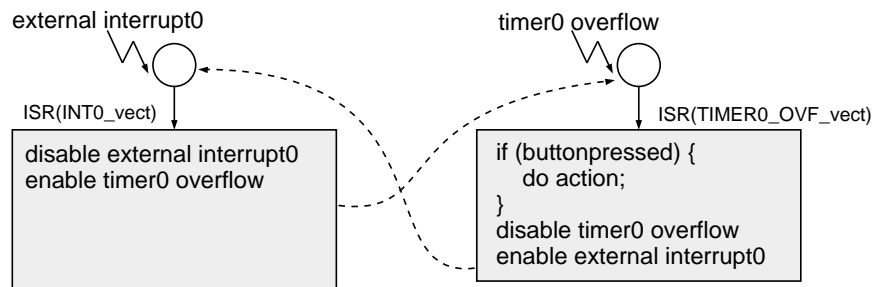 external interrupt0
ISR(INT0_vect)
disable external interrupt0
enable timer0 overflow
timer0 overflow
ISR(TIMER0_OVF_vect)
if (buttonpressed) {
do action;
}
disable timer0 overflow
enable external interrupt0